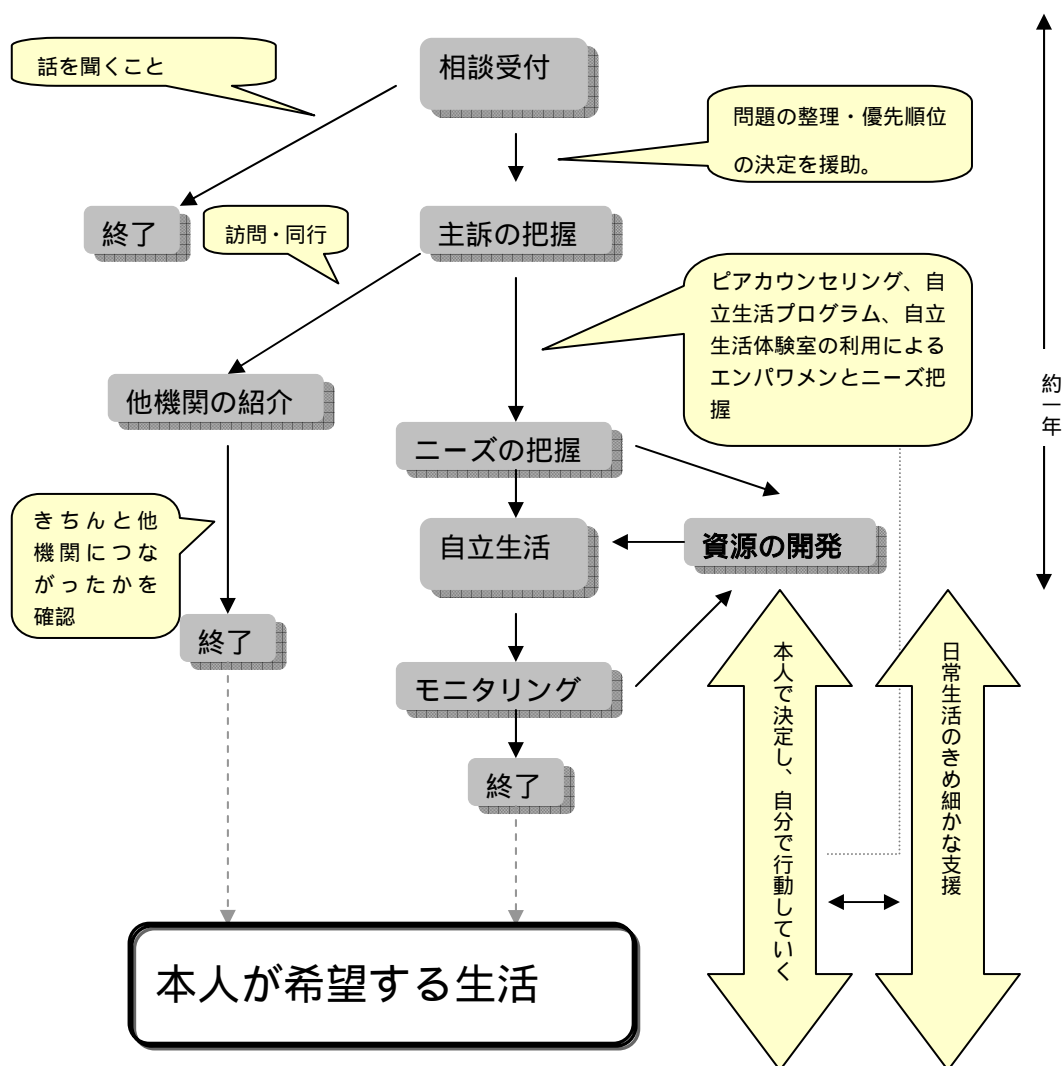 話を聞くこと
相談受付
問題の整理・優先順位
の決定を援助。
終了
訪問・同行
主訴の把握
ピアカウンセリング、自
立生活プログラム、自立
生活体験室の利用による
エンパワメンとニーズ把
握
約一年
他機関の紹介
ニーズの把握
きちんと他
機関につな
がったかを
確認
自立生活
資源の開発
終了
モニタリング
本人で決定し、自分で行動していく
日常生活のきめ細かな支援
終了
本人が希望する生活